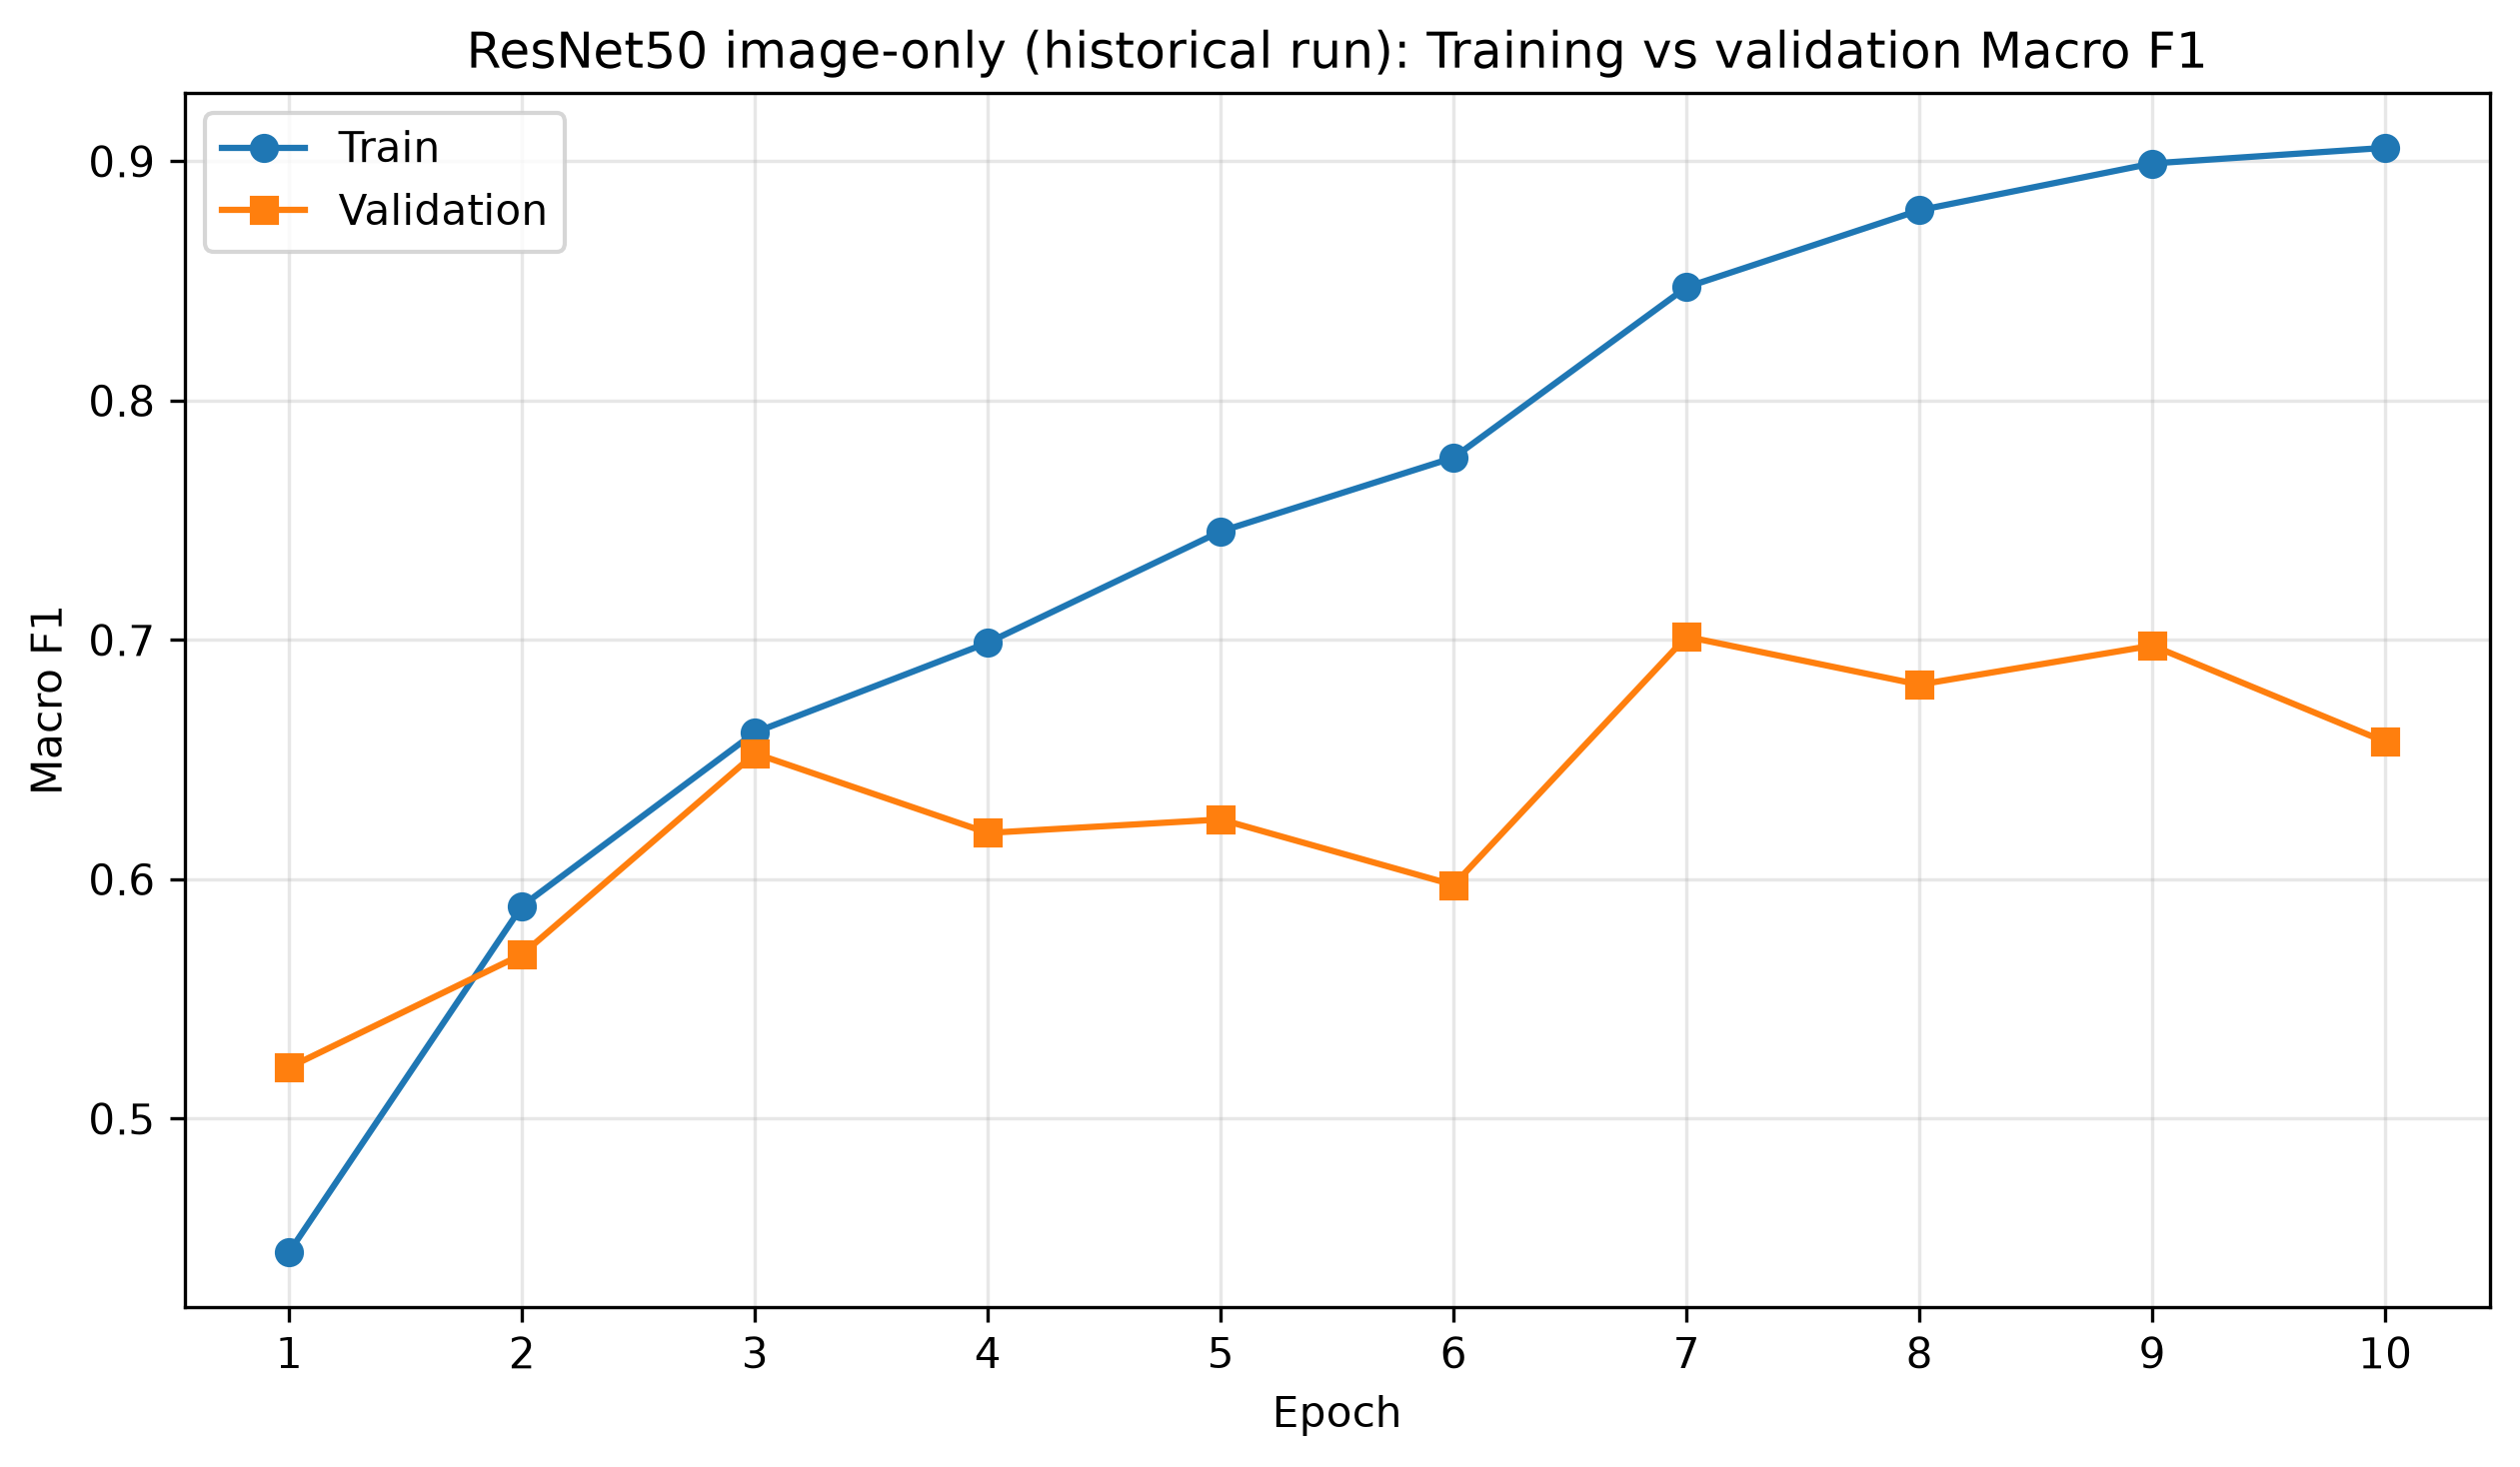 ResNet50 image-only (historical run): Training vs validation Macro F1
Train
Validation
0.9
0.8
0.7
0.6
0.5
Macro F1
1 2 3 4 5 6 7 8 9 10
Epoch